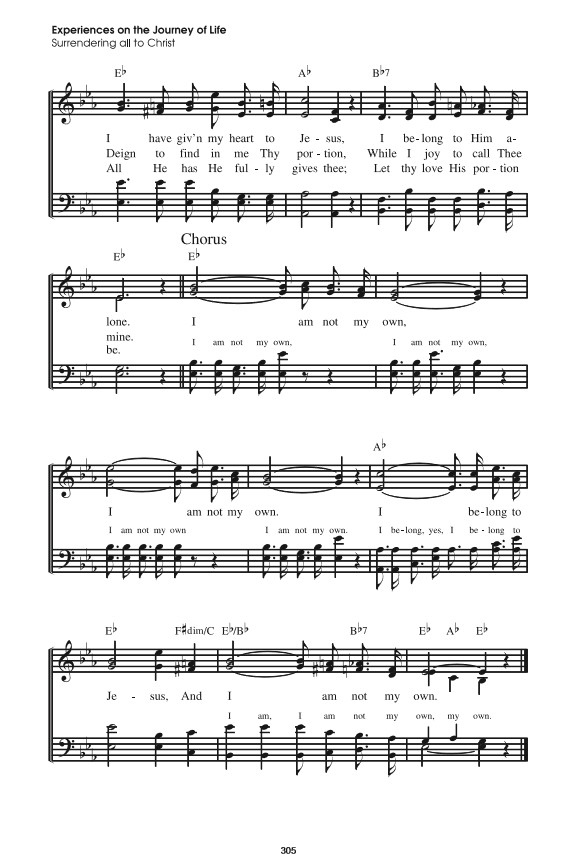 Experiences on the Journey of Life
Surrendering all to Christ
E♭ A♭ B♭7
I have giv'n my heart to Je - sus, I be - long to Him a-
Deign to find in me Thy por - tion, While I joy to call Thee
All He has He ful - ly gives thee; Let thy love His por - tion
Chorus
E♭ E♭
lone. I am not my own,
mine.
I am not my own, I am not my own,
be.
A♭
I am not my own. I be - long to
I am not my own I am not my own. I be - long, yes, I be - long to
E♭ F♯dim/C E♭/B♭ B♭7 E♭ A♭ E♭
Je - sus, And I am not my own.
I am, I am not my own, my own.
305